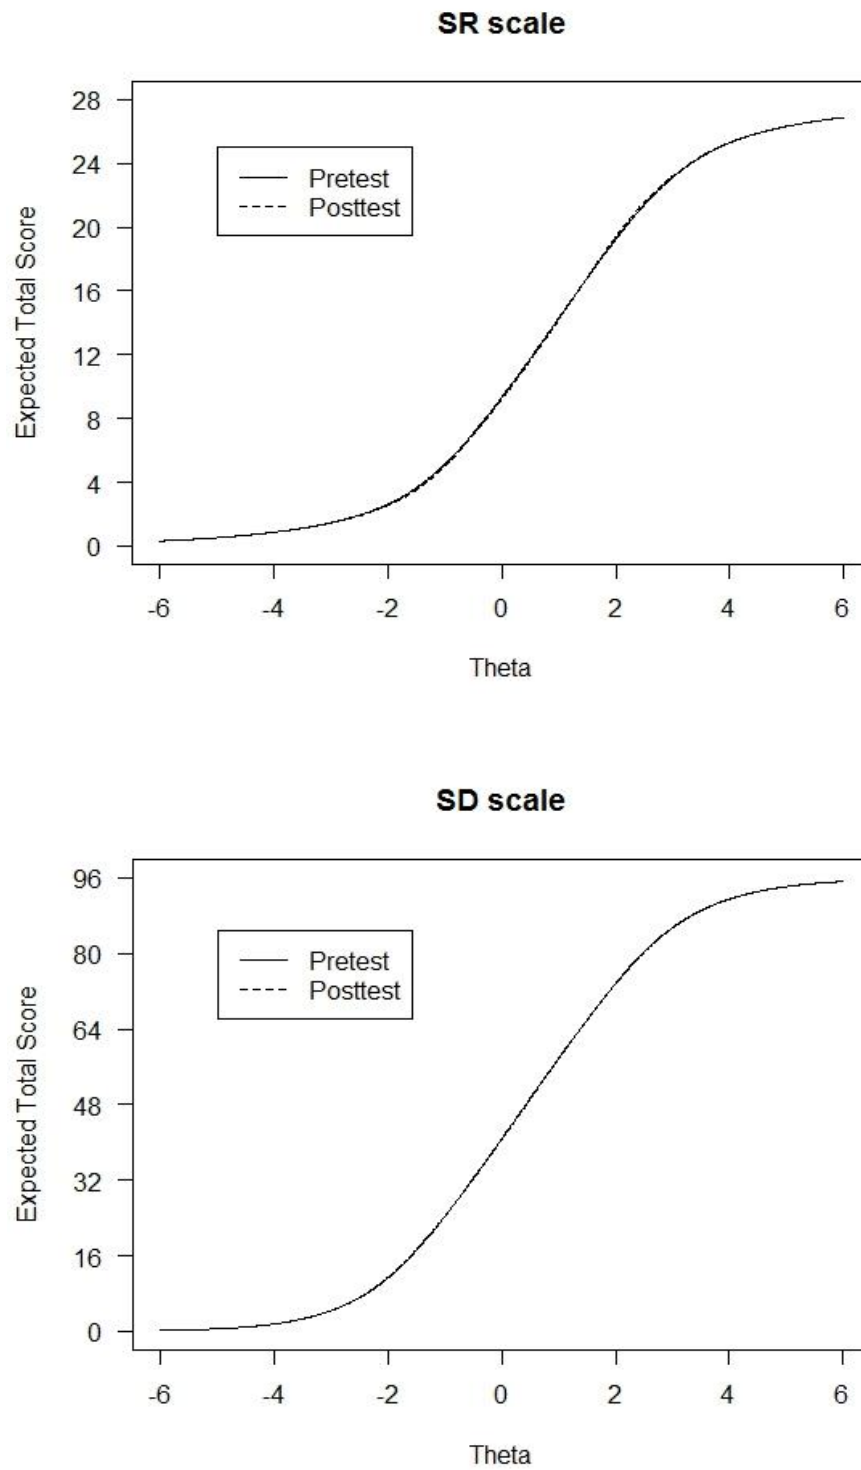 SR scale
28
24
20
16
12
8
4
0
Expected Total Score
Pretest
Posttest
-6 -4 -2 0 2 4 6
Theta
SD scale
96
80
64
48
32
16
0
Expected Total Score
Pretest
Posttest
-6 -4 -2 0 2 4 6
Theta